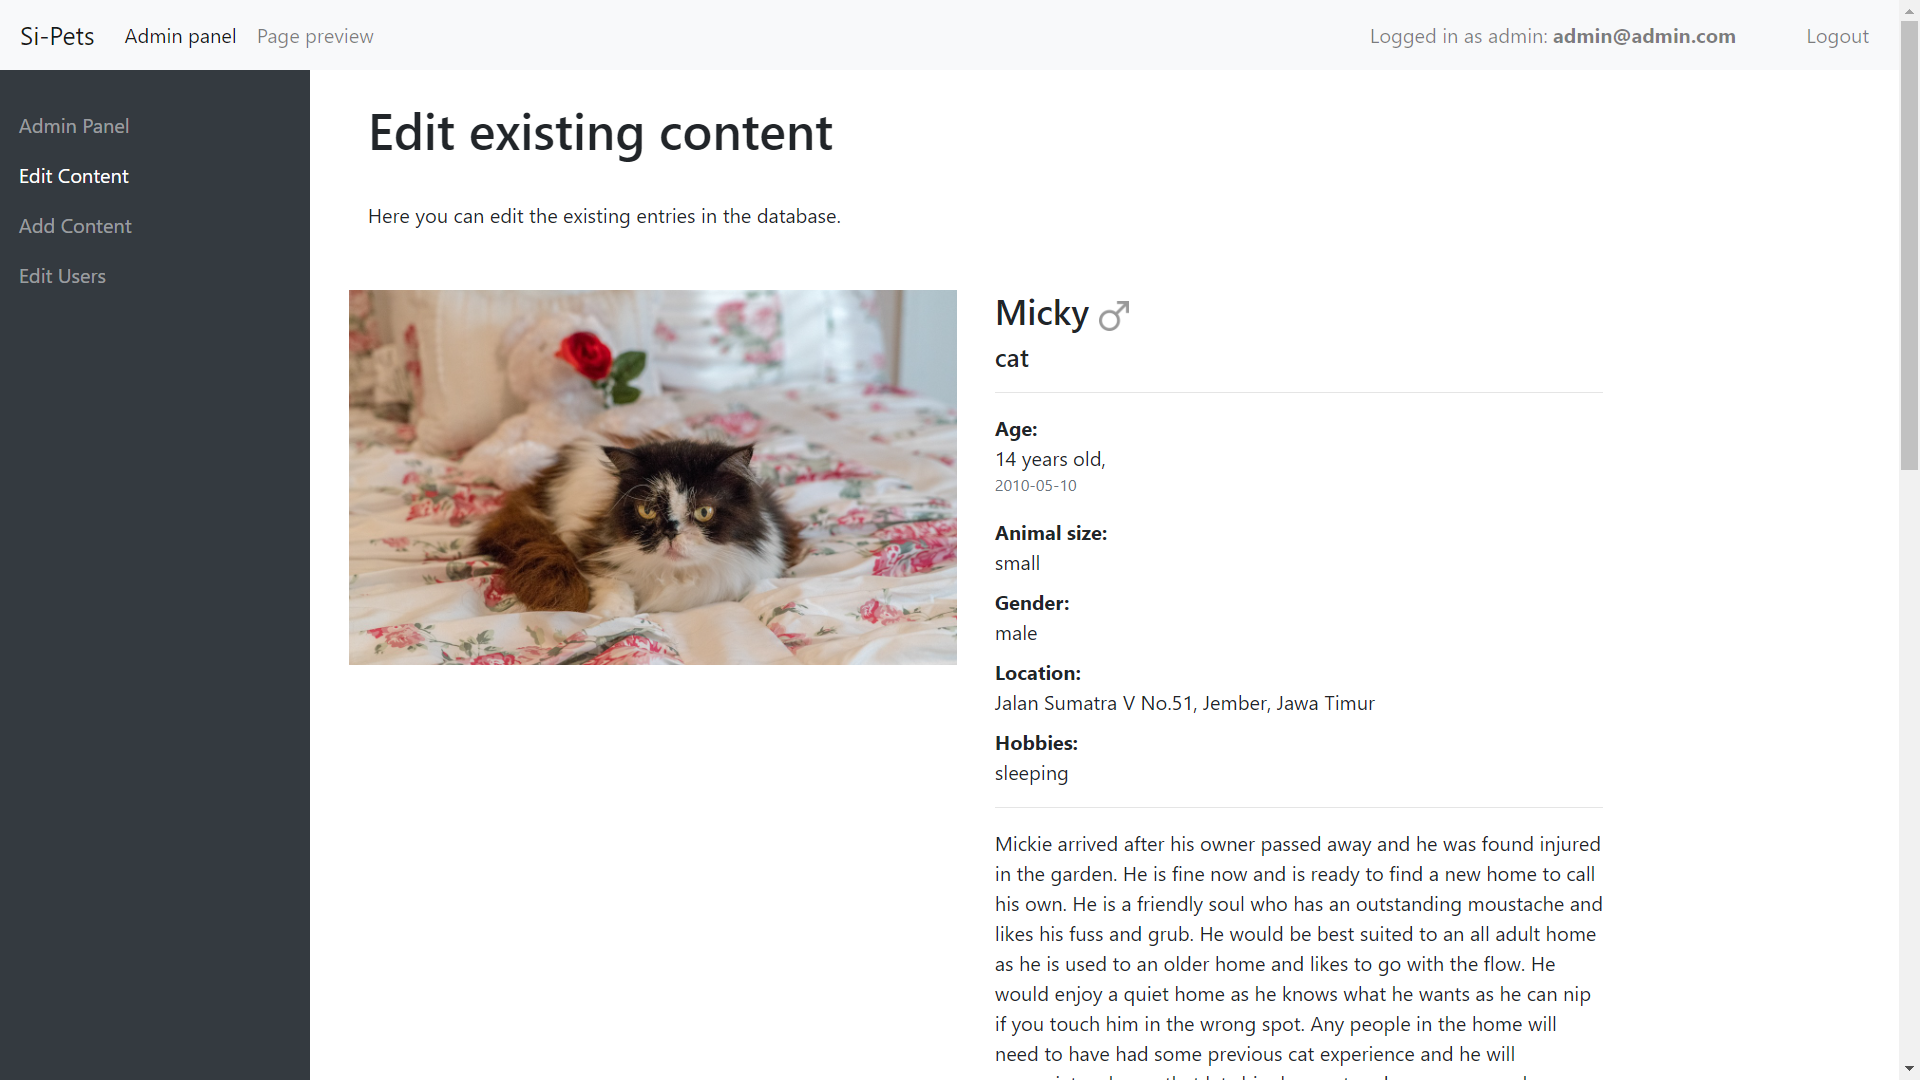 Si-Pets Admin panel Page preview Logged in as admin: admin@admin.com Logout
Admin Panel
Edit Content
Add Content
Edit Users
Edit existing content
Here you can edit the existing entries in the database.
Micky
cat
Age:
14 years old,
2010-05-10
Animal size:
small
Gender:
male
Location:
Jalan Sumatra V No.51, Jember, Jawa Timur
Hobbies:
sleeping
Mickie arrived after his owner passed away and he was found injured
in the garden. He is fine now and is ready to find a new home to call
his own. He is a friendly soul who has an outstanding moustache and
likes his fuss and grub. He would be best suited to an all adult home
as he is used to an older home and likes to go with the flow. He
would enjoy a quiet home as he knows what he wants as he can nip
if you touch him in the wrong spot. Any people in the home will
need to have had some previous cat experience and he will